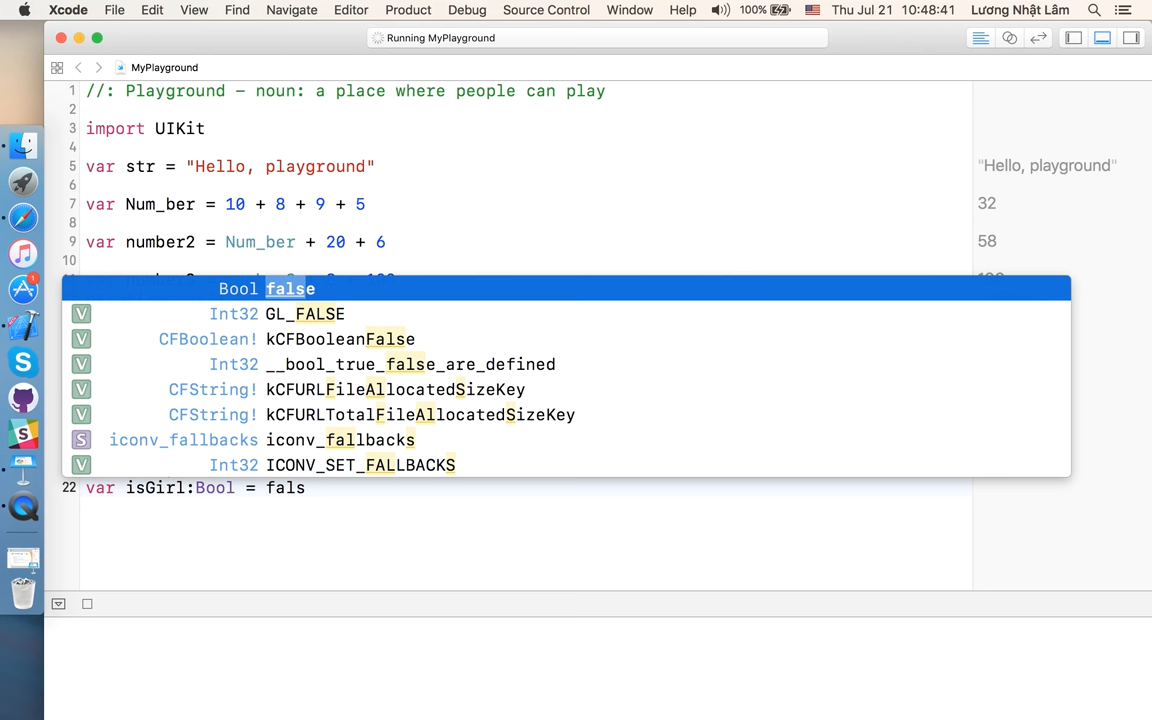 Xcode File Edit View Find Navigate Editor Product Debug Source Control Window Help 100% Thu Jul 21 10:48:41 Lương Nhật Lâm
Running MyPlayground
MyPlayground
1 //: Playground – noun: a place where people can play
2
3 import UIKit
4
5 var str = "Hello, playground" "Hello, playground"
6
7 var Num_ber = 10 + 8 + 9 + 5 32
8
9 var number2 = Num_ber + 20 + 6 58
10
Bool false
V Int32 GL_FALSE
V CFBoolean! kCFBooleanFalse
V Int32 __bool_true_false_are_defined
V CFString! kCFURLFileAllocatedSizeKey
V CFString! kCFURLTotalFileAllocatedSizeKey
S iconv_fallbacks iconv_fallbacks
V Int32 ICONV_SET_FALLBACKS
22 var isGirl:Bool = fals